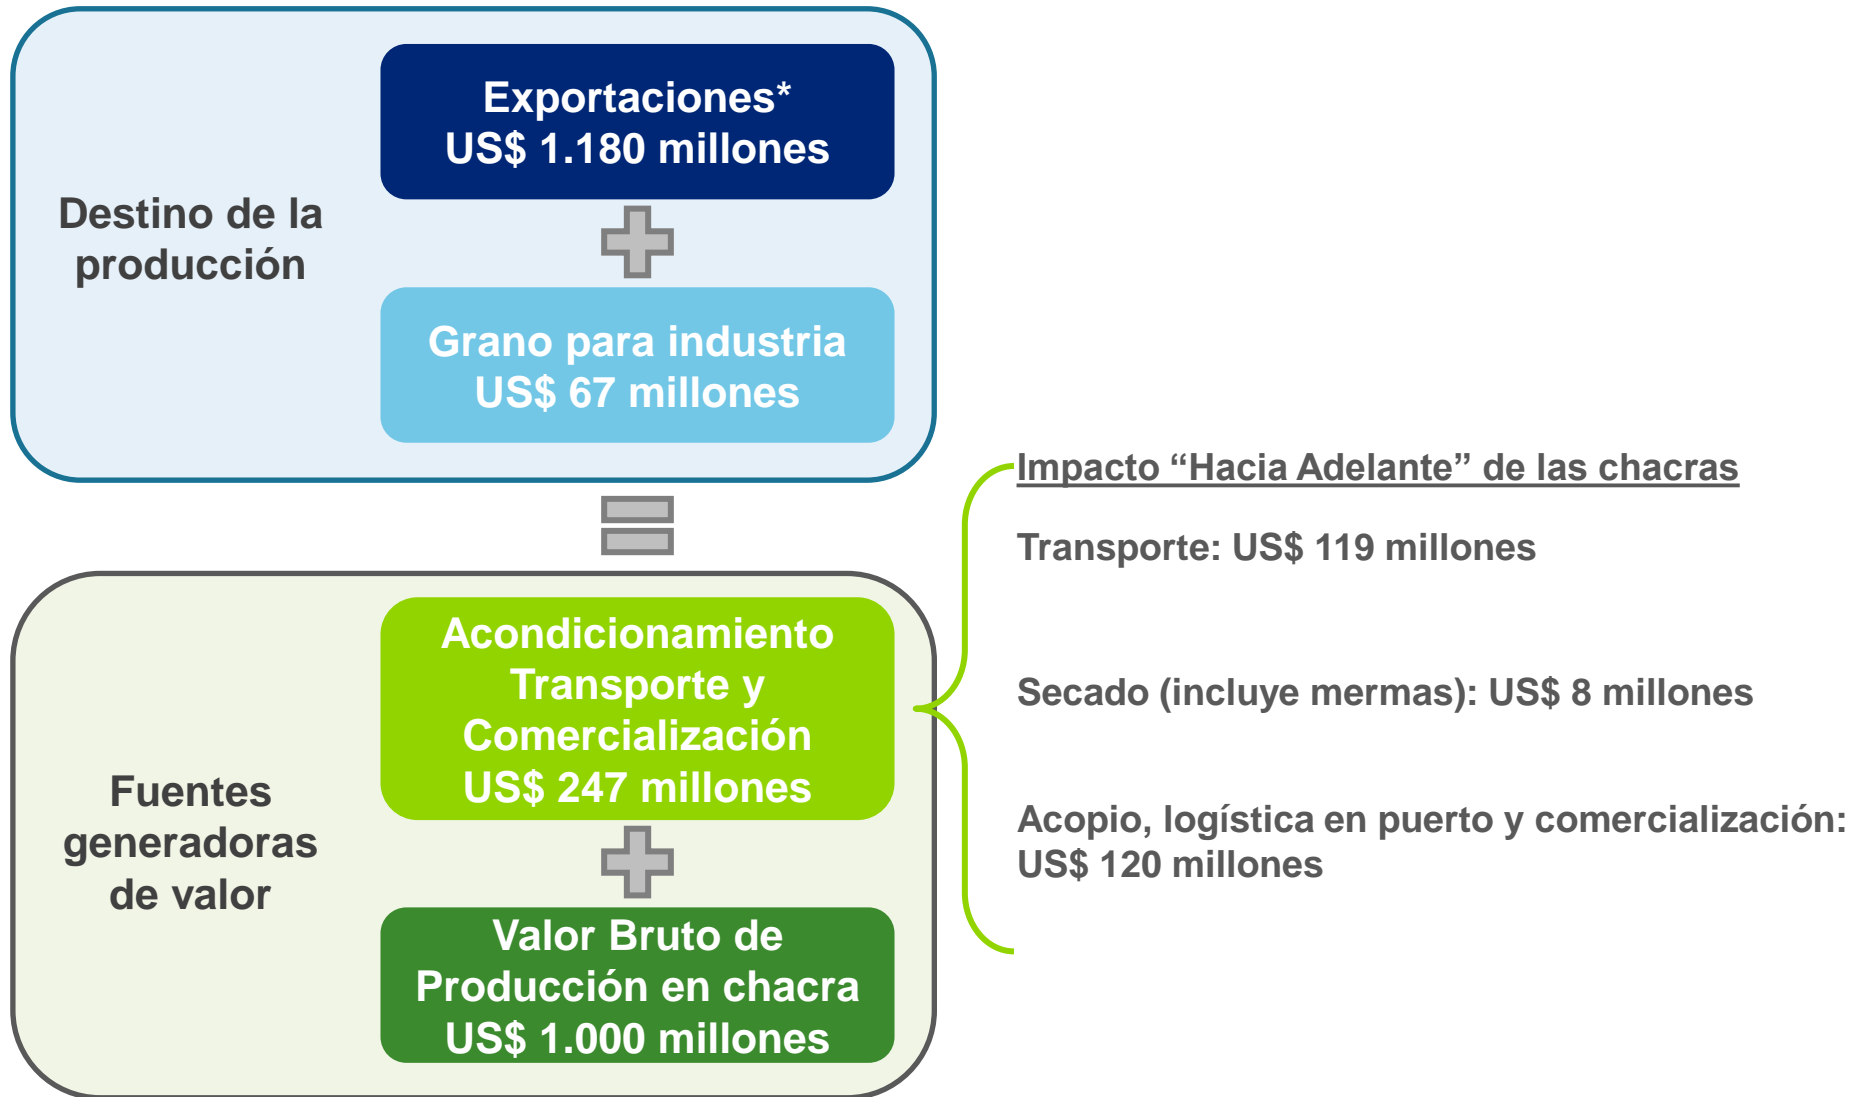 Destino de la
producción
Exportaciones*
US$ 1.180 millones
Grano para industria
US$ 67 millones
Fuentes
generadoras
de valor
Acondicionamiento
Transporte y
Comercialización
US$ 247 millones
Valor Bruto de
Producción en chacra
US$ 1.000 millones
Impacto “Hacia Adelante” de las chacras
Transporte: US$ 119 millones
Secado (incluye mermas): US$ 8 millones
Acopio, logística en puerto y comercialización:
US$ 120 millones